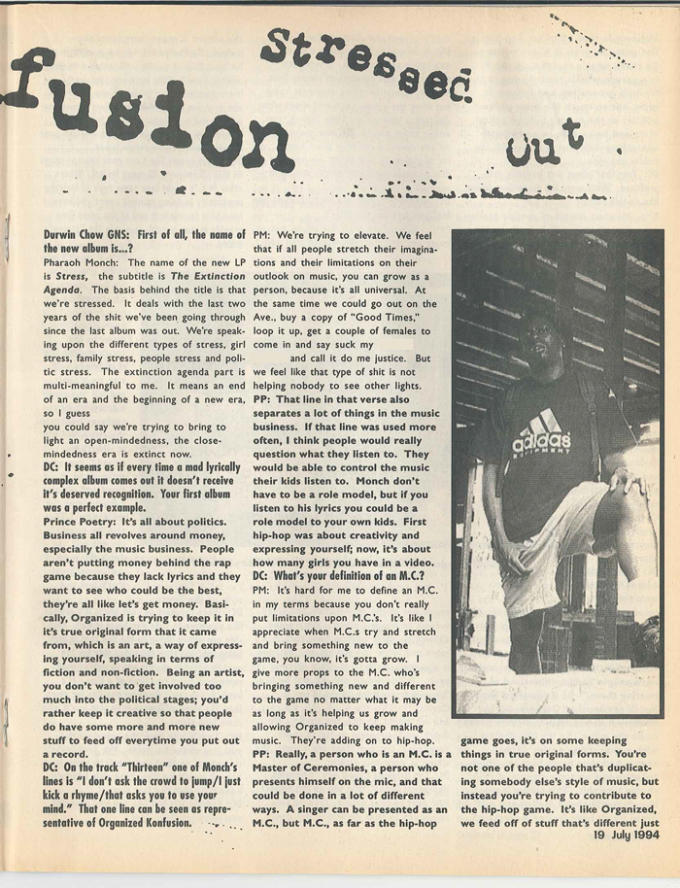 fusion
Stressed
Out
Durwin Chow GNS: First of all, the name of
the new album is...?
Pharaoh Monch: The name of the new LP
is Stress, the subtitle is The Extinction
Agenda. The basis behind the title is that
we're stressed. It deals with the last two
years of the shit we've been going through
since the last album was out. We're speak-
ing upon the different types of stress, girl
stress, family stress, people stress and poli-
tic stress. The extinction agenda part is
multi-meaningful to me. It means an end
of an era and the beginning of a new era,
so I guess
you could say we're trying to bring to
light an open-mindedness, the close-
mindedness era is extinct now.
DC: It seems as if every time a mad lyrically
complex album comes out it doesn't receive
it's deserved recognition. Your first album
was a perfect example.
Prince Poetry: It's all about politics.
Business all revolves around money,
especially the music business. People
aren't putting money behind the rap
game because they lack lyrics and they
want to see who could be the best,
they're all like let's get money. Basi-
cally, Organized is trying to keep it in
it's true original form that it came
from, which is an art, a way of express-
ing yourself, speaking in terms of
fiction and non-fiction. Being an artist,
you don't want to get involved too
much into the political stages; you'd
rather keep it creative so that people
do have some more and more new
stuff to feed off everytime you put out
a record.
DC: On the track "Thirteen" one of Monch's
lines is "I don't ask the crowd to jump/I just
kick a rhyme/that asks you to use your
mind." That one line can be seen as repre-
sentative of Organized Konfusion.
PM: We're trying to elevate. We feel
that if all people stretch their imagina-
tions and their limitations on their
outlook on music, you can grow as a
person, because it's all universal. At
the same time we could go out on the
Ave., buy a copy of "Good Times,"
loop it up, get a couple of females to
come in and say suck my
and call it do me justice. But
we feel like that type of shit is not
helping nobody to see other lights.
PP: That line in that verse also
separates a lot of things in the music
business. If that line was used more
often, I think people would really
question what they listen to. They
would be able to control the music
their kids listen to. Monch don't
have to be a role model, but if you
listen to his lyrics you could be a
role model to your own kids. First
hip-hop was about creativity and
expressing yourself; now, it's about
how many girls you have in a video.
DC: What's your definition of an M.C.?
PM: It's hard for me to define an M.C.
in my terms because you don't really
put limitations upon M.C.'s. It's like I
appreciate when M.C.s try and stretch
and bring something new to the
game, you know, it's gotta grow. I
give more props to the M.C. who's
bringing something new and different
to the game no matter what it may be
as long as it's helping us grow and
allowing Organized to keep making
music. They're adding on to hip-hop.
PP: Really, a person who is an M.C. is a
Master of Ceremonies, a person who
presents himself on the mic, and that
could be done in a lot of different
ways. A singer can be presented as an
M.C., but M.C., as far as the hip-hop
adidas
EQUIPMENT
game goes, it's on some keeping
things in true original forms. You're
not one of the people that's duplicat-
ing somebody else's style of music, but
instead you're trying to contribute to
the hip-hop game. It's like Organized,
we feed off of stuff that's different just
19 July 1994